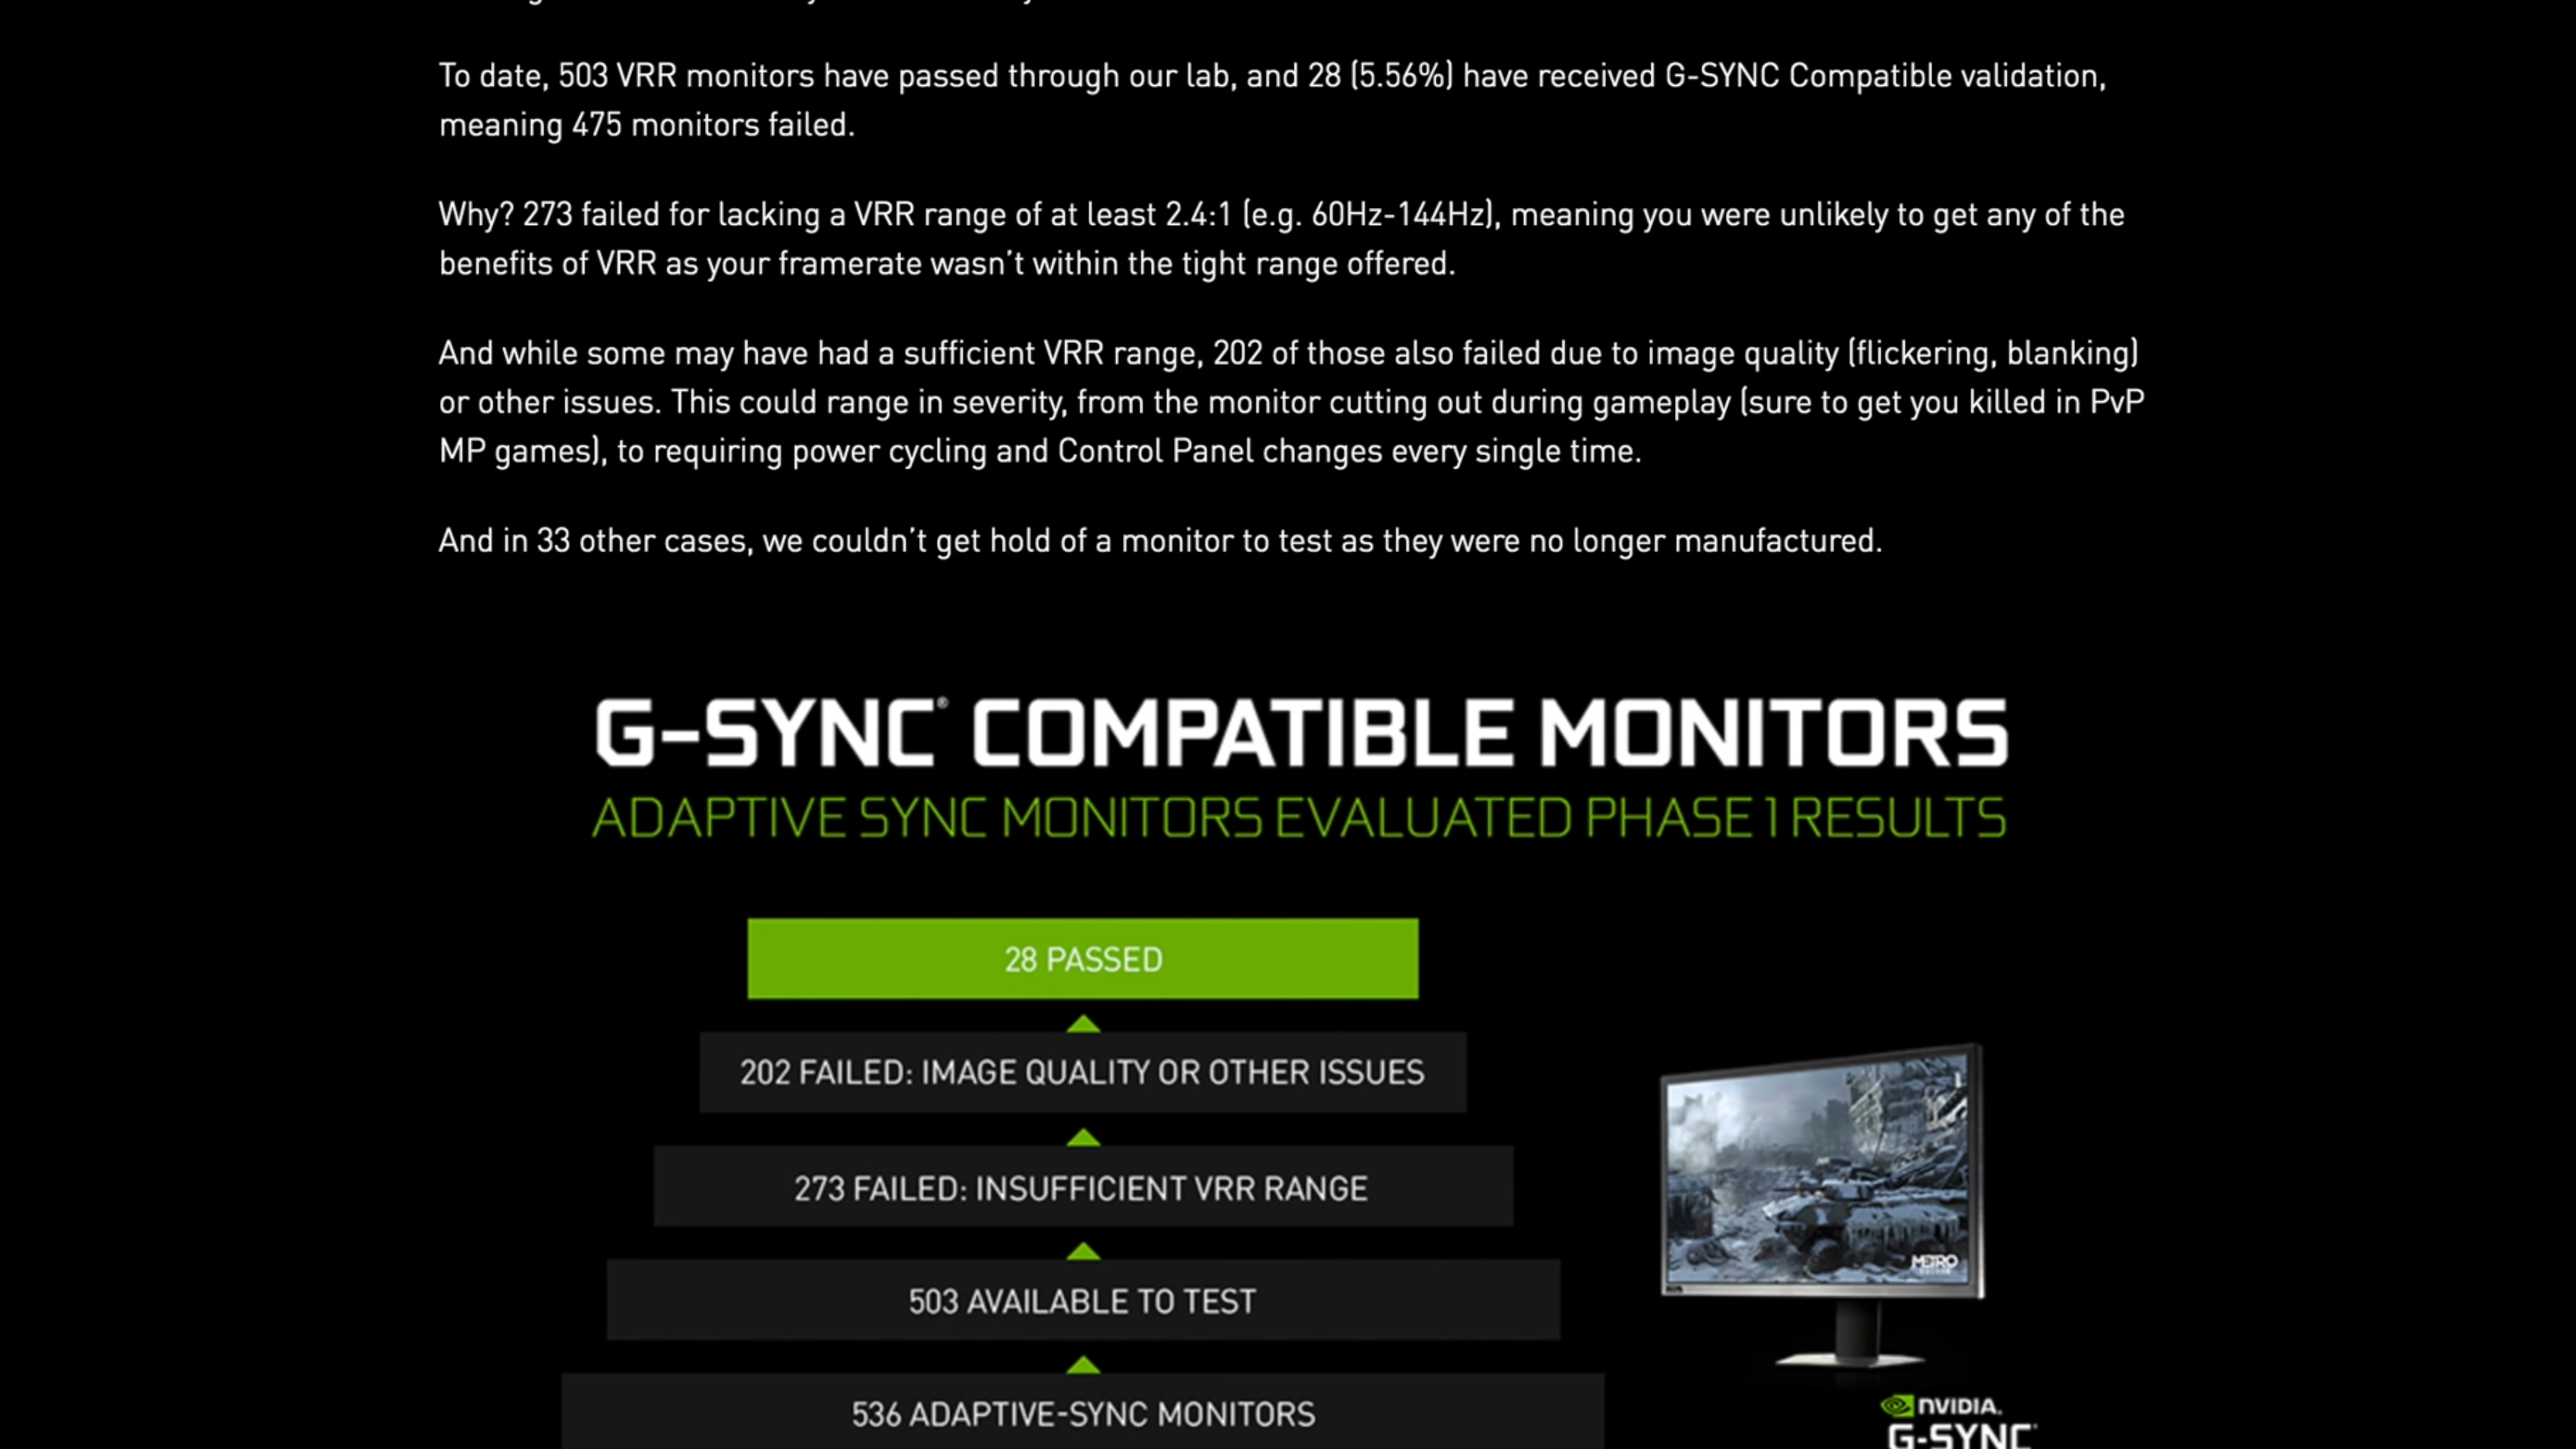 To date, 503 VRR monitors have passed through our lab, and 28 (5.56%) have received G-SYNC Compatible validation,
meaning 475 monitors failed.
Why? 273 failed for lacking a VRR range of at least 2.4:1 (e.g. 60Hz-144Hz), meaning you were unlikely to get any of the
benefits of VRR as your framerate wasn't within the tight range offered.
And while some may have had a sufficient VRR range, 202 of those also failed due to image quality (flickering, blanking)
or other issues. This could range in severity, from the monitor cutting out during gameplay (sure to get you killed in PvP
MP games), to requiring power cycling and Control Panel changes every single time.
And in 33 other cases, we couldn't get hold of a monitor to test as they were no longer manufactured.
G-SYNC® COMPATIBLE MONITORS
ADAPTIVE SYNC MONITORS EVALUATED PHASE 1 RESULTS
28 PASSED
202 FAILED: IMAGE QUALITY OR OTHER ISSUES
273 FAILED: INSUFFICIENT VRR RANGE
503 AVAILABLE TO TEST
536 ADAPTIVE-SYNC MONITORS
METRO
NVIDIA.
G-SYNC